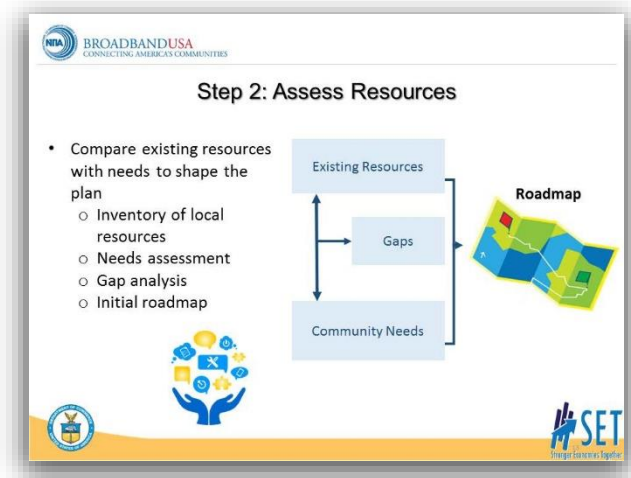 NTIA
BROADBANDUSA
CONNECTING AMERICA'S COMMUNITIES
Step 2: Assess Resources
• Compare existing resources
with needs to shape the
plan
o Inventory of local
resources
o Needs assessment
o Gap analysis
o Initial roadmap
Existing Resources
Gaps
Community Needs
Roadmap
SET
Stronger Economies Together